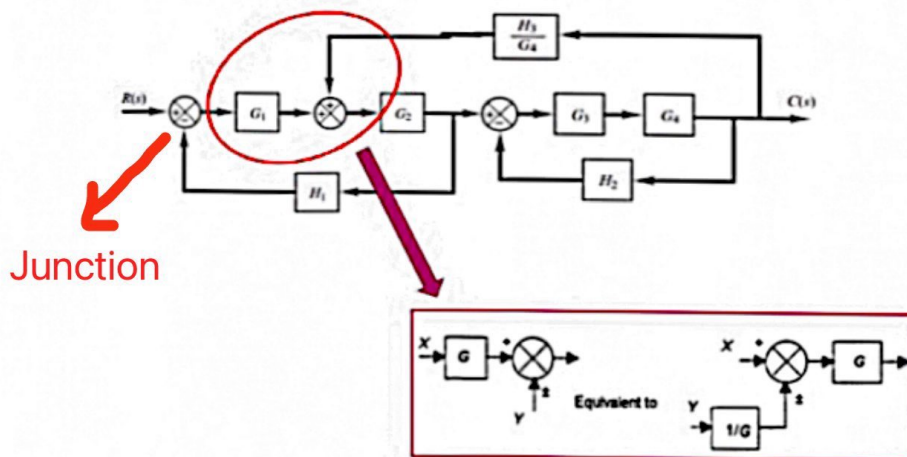 H₃
G₄
R(s)
G₁
G₂
G₃
G₄
C(s)
H₁
H₂
Junction
X
G
+
±
Y
Equivalent to
X
+
G
±
Y
1/G